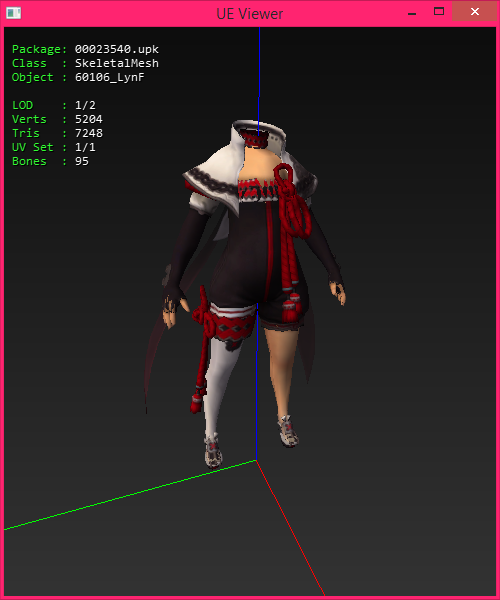 UE Viewer
Package: 00023540.upk
Class : SkeletalMesh
Object : 60106_LynF
LOD : 1/2
Verts : 5204
Tris : 7248
UV Set : 1/1
Bones : 95